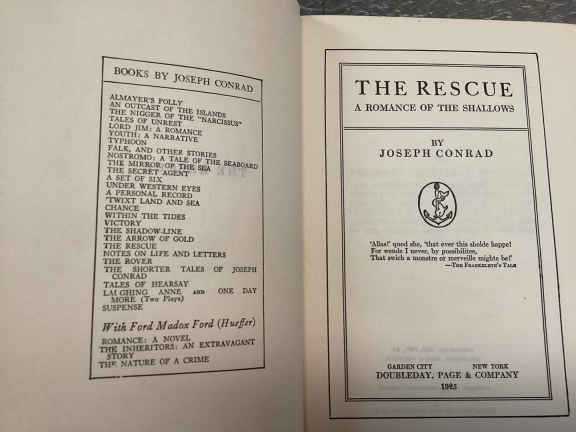 BOOKS BY JOSEPH CONRAD
ALMAYER'S FOLLY
AN OUTCAST OF THE ISLANDS
THE NIGGER OF THE "NARCISSUS"
TALES OF UNREST
LORD JIM: A ROMANCE
YOUTH: A NARRATIVE
TYPHOON
FALK, AND OTHER STORIES
NOSTROMO: A TALE OF THE SEABOARD
THE MIRROR OF THE SEA
THE SECRET AGENT
A SET OF SIX
UNDER WESTERN EYES
A PERSONAL RECORD
'TWIXT LAND AND SEA
CHANCE
WITHIN THE TIDES
VICTORY
THE SHADOW-LINE
THE ARROW OF GOLD
THE RESCUE
NOTES ON LIFE AND LETTERS
THE ROVER
THE SHORTER TALES OF JOSEPH
CONRAD
TALES OF HEARSAY
LAUGHING ANNE AND ONE DAY
MORE (Two Plays)
SUSPENSE
With Ford Madox Ford (Hueffer)
ROMANCE: A NOVEL
THE INHERITORS: AN EXTRAVAGANT
STORY
THE NATURE OF A CRIME
THE RESCUE
A ROMANCE OF THE SHALLOWS
BY
JOSEPH CONRAD
'Allas!' quod she, 'that ever this sholde happe!
For wende I never, by possibilitee,
That swich a monstre or merveille mighte be!'
—THE FRANKELEYN'S TALE
GARDEN CITY NEW YORK
DOUBLEDAY, PAGE & COMPANY
1925